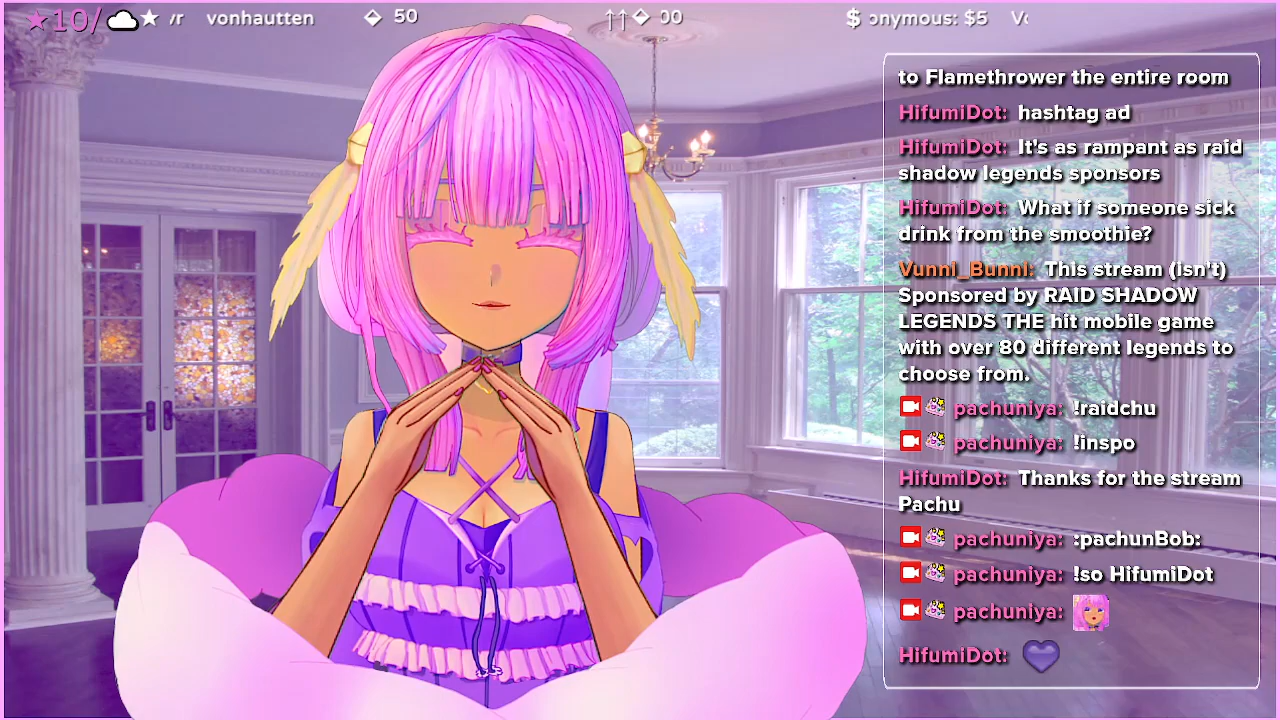 ★10/
vonhautten
50
00
$ onymous: $5
to Flamethrower the entire room
HifumiDot: hashtag ad
HifumiDot: It's as rampant as raid
shadow legends sponsors
HifumiDot: What if someone sick
drink from the smoothie?
Vunni_Bunni: This stream (isn't)
Sponsored by RAID SHADOW
LEGENDS THE hit mobile game
with over 80 different legends to
choose from.
pachuniya: !raidchu
pachuniya: !inspo
HifumiDot: Thanks for the stream
Pachu
pachuniya: :pachunBob:
pachuniya: !so HifumiDot
pachuniya:
HifumiDot: